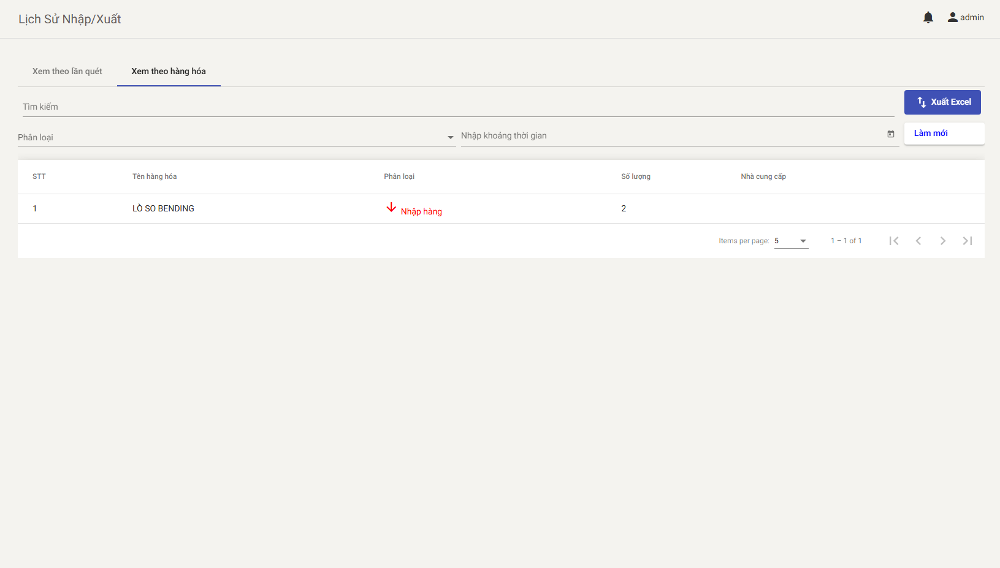 Lịch Sử Nhập/Xuất
admin
Xem theo lần quét
Xem theo hàng hóa
Tìm kiếm
Xuất Excel
Phân loại
Nhập khoảng thời gian
Làm mới
STT Tên hàng hóa Phân loại Số lượng Nhà cung cấp
1 LÒ SO BENDING Nhập hàng 2
Items per page: 5 1 – 1 of 1